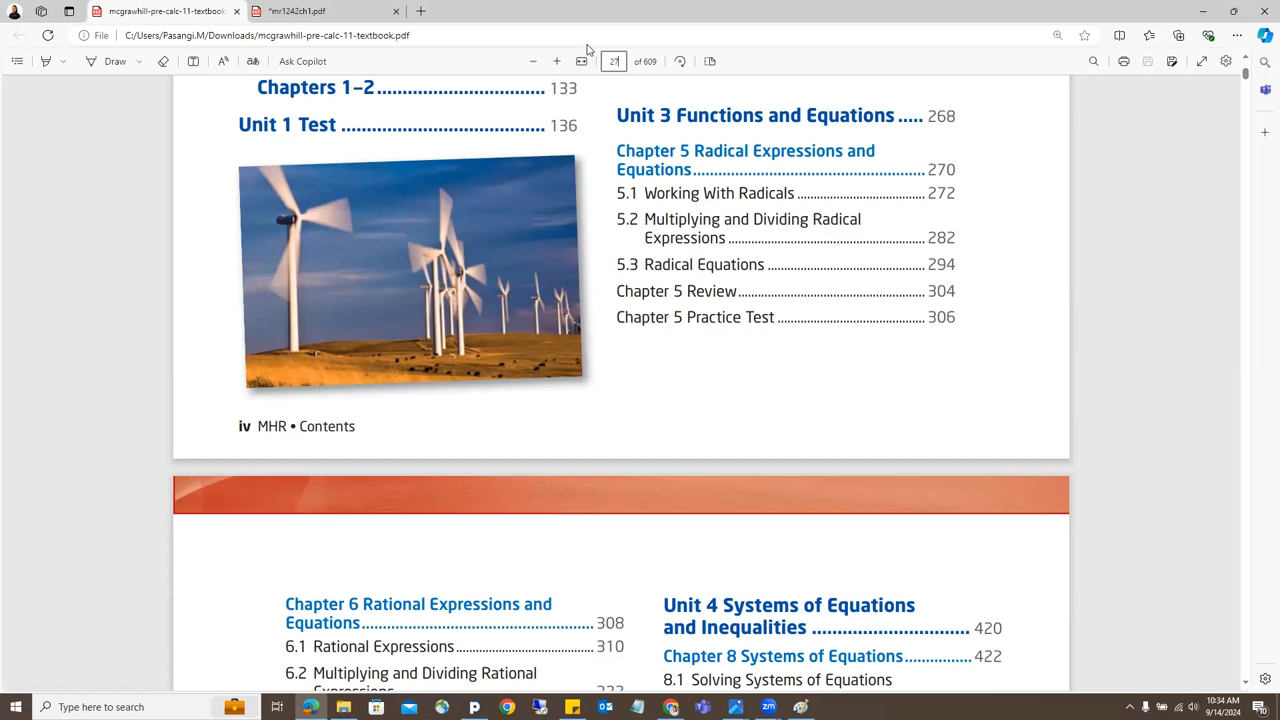 mcgrawhill-pre-calc-11-textbook.
*mr1242ch1.pdf
File
C:/Users/Pasangi.M/Downloads/mcgrawhill-pre-calc-11-textbook.pdf
Draw
Ask Copilot
27
of 609
Chapters 1–2 133
Unit 1 Test 136
iv MHR • Contents
Unit 3 Functions and Equations 268
Chapter 5 Radical Expressions and
Equations 270
5.1 Working With Radicals 272
5.2 Multiplying and Dividing Radical
Expressions 282
5.3 Radical Equations 294
Chapter 5 Review 304
Chapter 5 Practice Test 306
Chapter 6 Rational Expressions and
Equations 308
6.1 Rational Expressions 310
6.2 Multiplying and Dividing Rational
Unit 4 Systems of Equations
and Inequalities 420
Chapter 8 Systems of Equations 422
8.1 Solving Systems of Equations
Type here to search
10:34 AM
9/14/2024